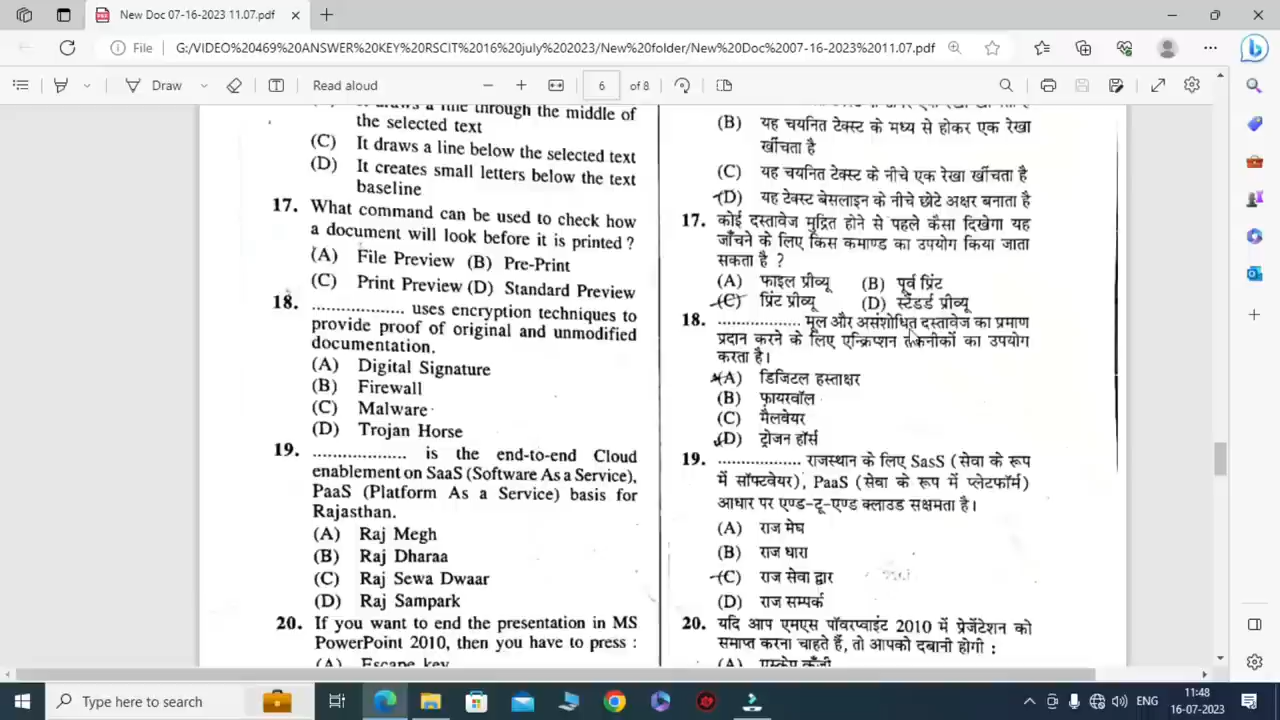 New Doc 07-16-2023 11.07.pdf
File
G:/VIDEO%20469%20ANSWER%20KEY%20RSCIT%2016%20july%202023/New%20folder/New%20Doc%2007-16-2023%2011.07.pdf
Draw
Read aloud
6
of 8
the middle of
the selected text
(C) It draws a line below the selected text
(D) It creates small letters below the text
baseline
17. What command can be used to check how
a document will look before it is printed ?
(A) File Preview (B) Pre-Print
(C) Print Preview (D) Standard Preview
18. .................. uses encryption techniques to
provide proof of original and unmodified
documentation.
(A) Digital Signature
(B) Firewall
(C) Malware
(D) Trojan Horse
19. .................. is the end-to-end Cloud
enablement on SaaS (Software As a Service),
PaaS (Platform As a Service) basis for
Rajasthan.
(A) Raj Megh
(B) Raj Dharaa
(C) Raj Sewa Dwaar
(D) Raj Sampark
20. If you want to end the presentation in MS
PowerPoint 2010, then you have to press :
(A) Escape key
(B) यह चयनित टेक्स्ट के मध्य से होकर एक रेखा
खींचता है
(C) यह चयनित टेक्स्ट के नीचे एक रेखा खींचता है
(D) यह टेक्स्ट बेसलाइन के नीचे छोटे अक्षर बनाता है
17. कोई दस्तावेज मुद्रित होने से पहले कैसा दिखेगा यह
जाँचने के लिए किस कमाण्ड का उपयोग किया जाता
सकता है ?
(A) फाइल प्रीव्यू (B) पूर्व प्रिंट
(C) प्रिंट प्रीव्यू (D) स्टैंडर्ड प्रीव्यू
18. .................. मूल और असंशोधित दस्तावेज का प्रमाण
प्रदान करने के लिए एन्क्रिप्शन तकनीकों का उपयोग
करता है।
(A) डिजिटल हस्ताक्षर
(B) फ़ायरवॉल
(C) मैलवेयर
(D) ट्रोजन हॉर्स
19. .................. राजस्थान के लिए SasS (सेवा के रूप
में सॉफ्टवेयर), PaaS (सेवा के रूप में प्लेटफॉर्म)
आधार पर एण्ड-टू-एण्ड क्लाउड सक्षमता है।
(A) राज मेघ
(B) राज धारा
(C) राज सेवा द्वार
(D) राज सम्पर्क
20. यदि आप एमएस पॉवरप्वाइंट 2010 में प्रेजेंटेशन को
समाप्त करना चाहते हैं, तो आपको दबानी होगी :
(A)
Type here to search
ENG
11:48
16-07-2023